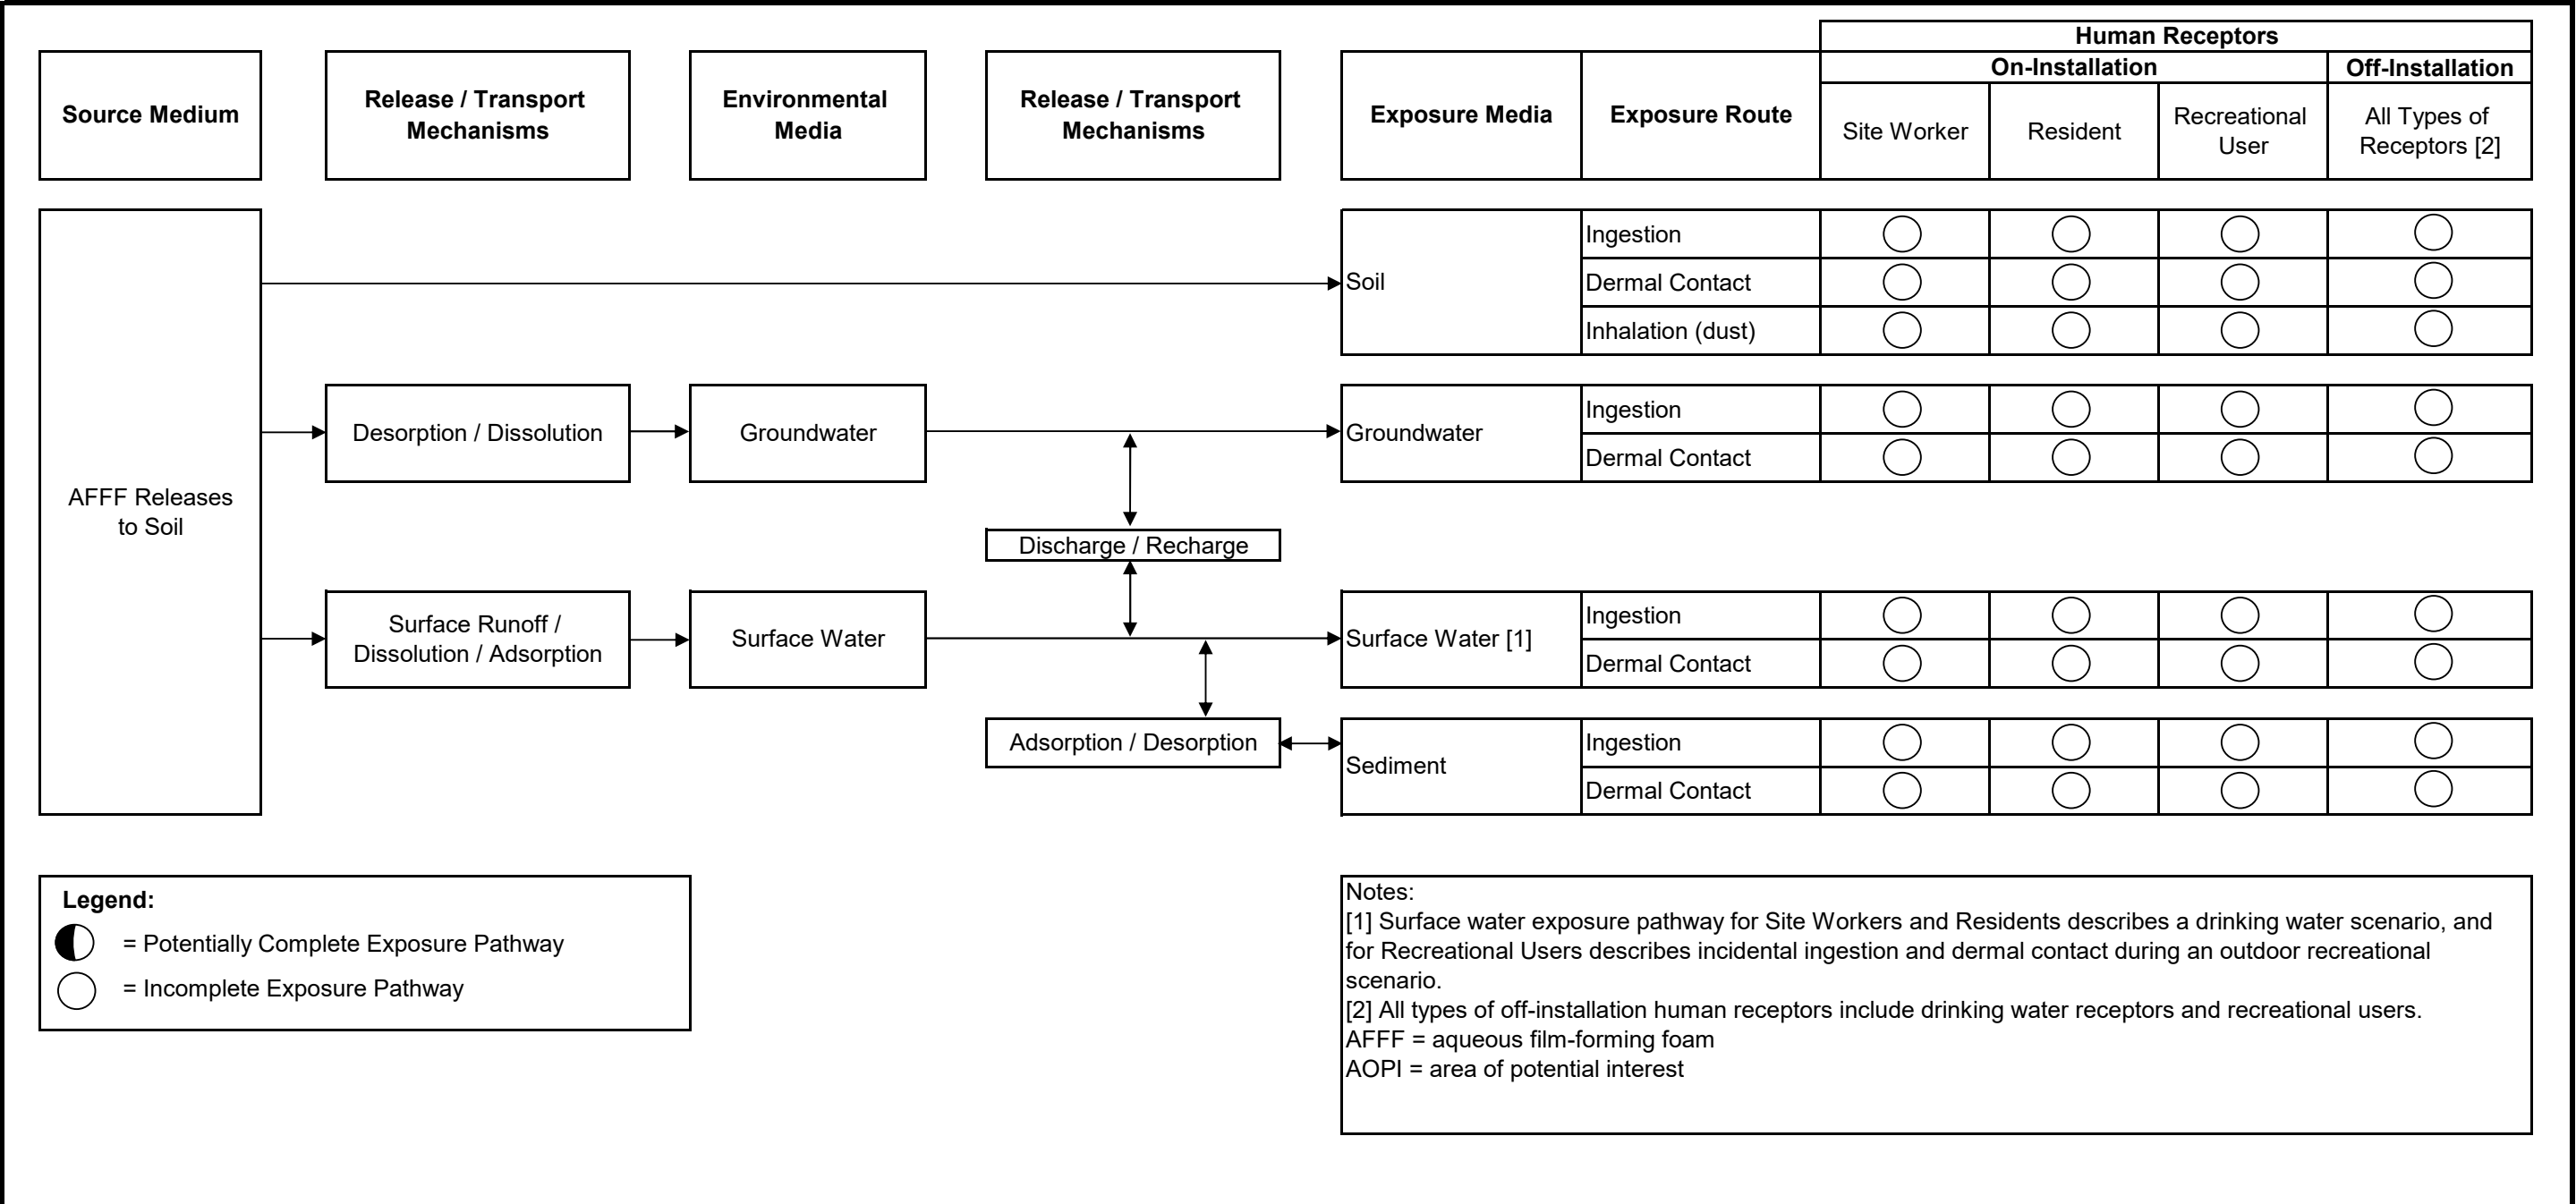 Human Receptors
On-Installation
Off-Installation
Source Medium
Release / Transport
Mechanisms
Environmental
Media
Release / Transport
Mechanisms
Exposure Media
Exposure Route
Site Worker
Resident
Recreational
User
All Types of
Receptors [2]
AFFF Releases
to Soil
Soil
Ingestion
Dermal Contact
Inhalation (dust)
Desorption / Dissolution
Groundwater
Groundwater
Ingestion
Dermal Contact
Discharge / Recharge
Surface Runoff /
Dissolution / Adsorption
Surface Water
Surface Water [1]
Ingestion
Dermal Contact
Adsorption / Desorption
Sediment
Ingestion
Dermal Contact
Legend:
= Potentially Complete Exposure Pathway
= Incomplete Exposure Pathway
Notes:
[1] Surface water exposure pathway for Site Workers and Residents describes a drinking water scenario, and
for Recreational Users describes incidental ingestion and dermal contact during an outdoor recreational
scenario.
[2] All types of off-installation human receptors include drinking water receptors and recreational users.
AFFF = aqueous film-forming foam
AOPI = area of potential interest